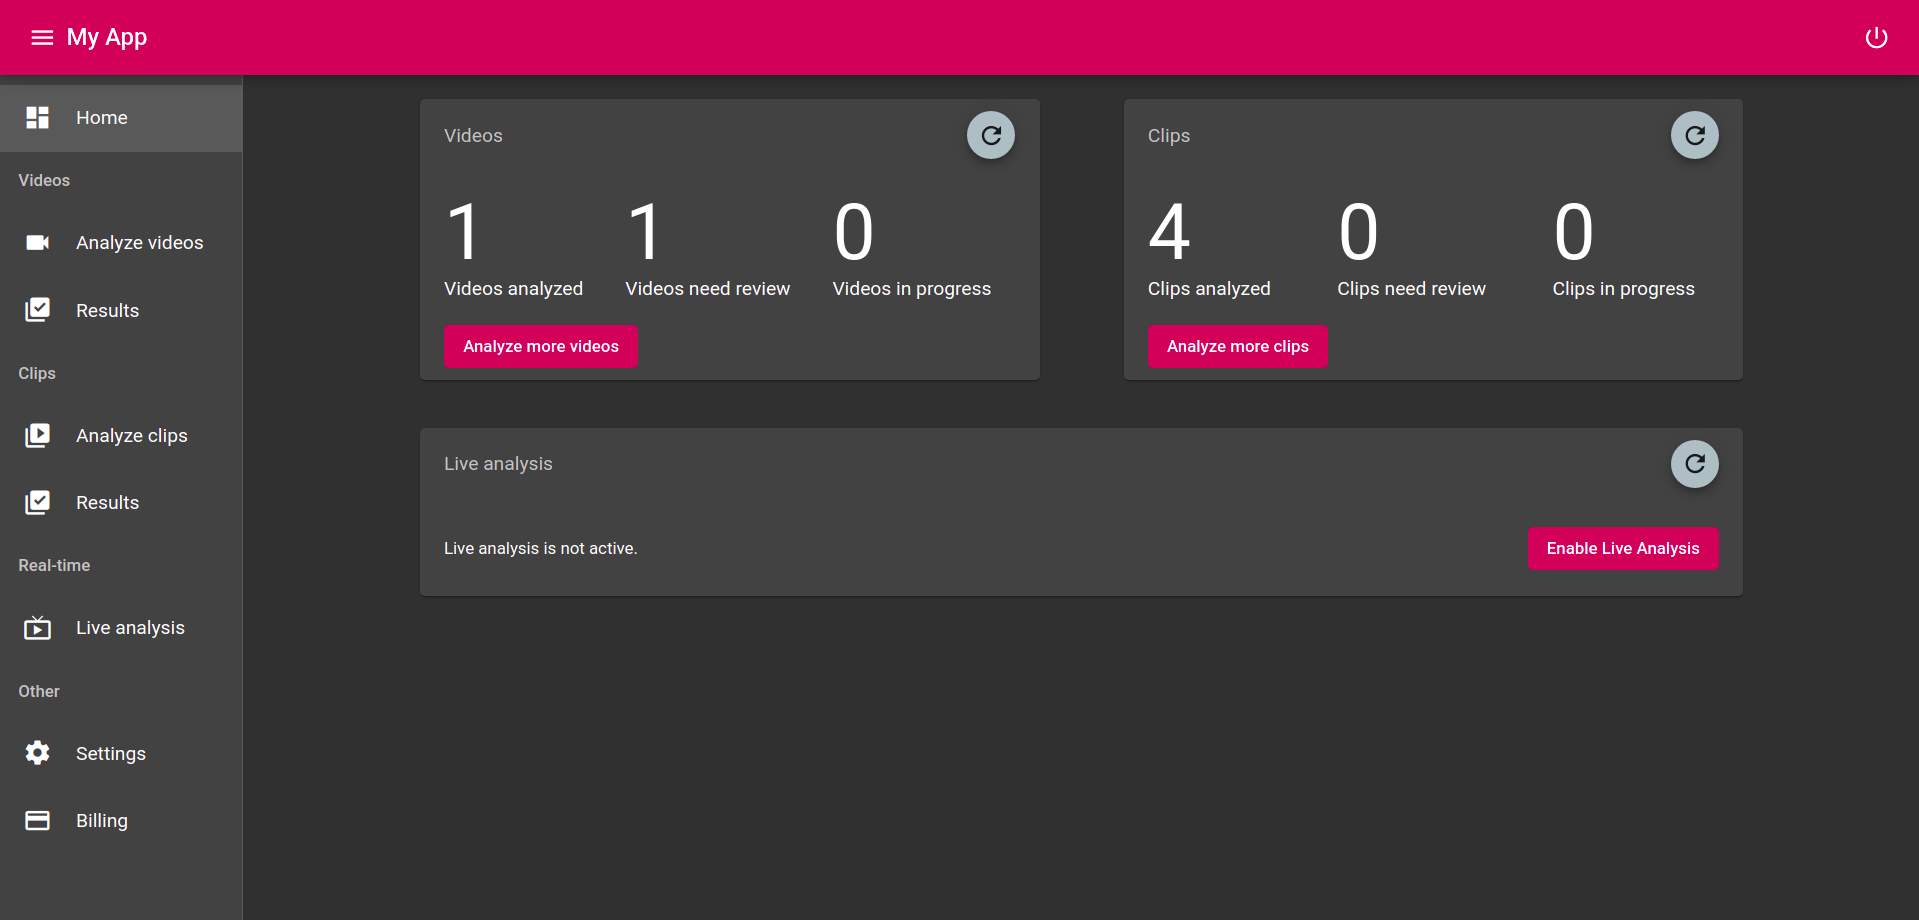 My App
Home
Videos
Analyze videos
Results
Clips
Analyze clips
Results
Real-time
Live analysis
Other
Settings
Billing
Videos
1 1 0
Videos analyzed Videos need review Videos in progress
Analyze more videos
Clips
4 0 0
Clips analyzed Clips need review Clips in progress
Analyze more clips
Live analysis
Live analysis is not active. Enable Live Analysis